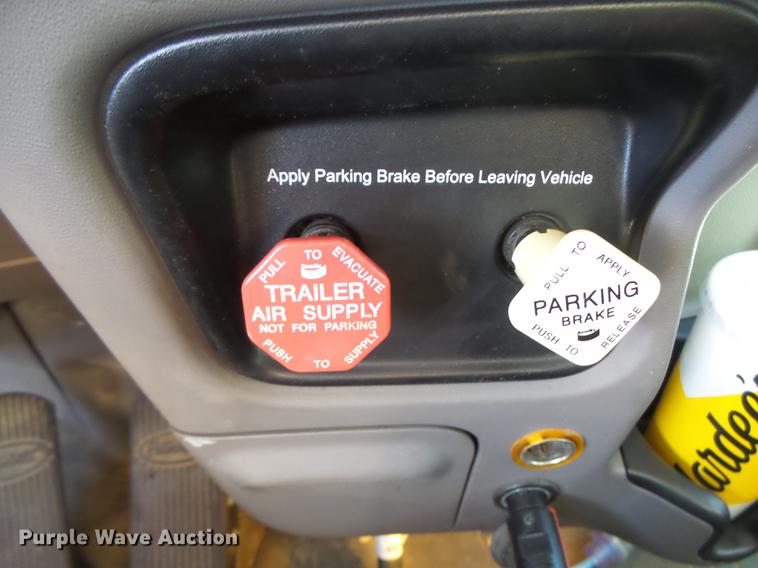 Apply Parking Brake Before Leaving Vehicle
PULL TO EVACUATE
TRAILER
AIR SUPPLY
NOT FOR PARKING
PUSH TO SUPPLY
PULL TO APPLY
PARKING
BRAKE
PUSH TO RELEASE
Purple Wave Auction